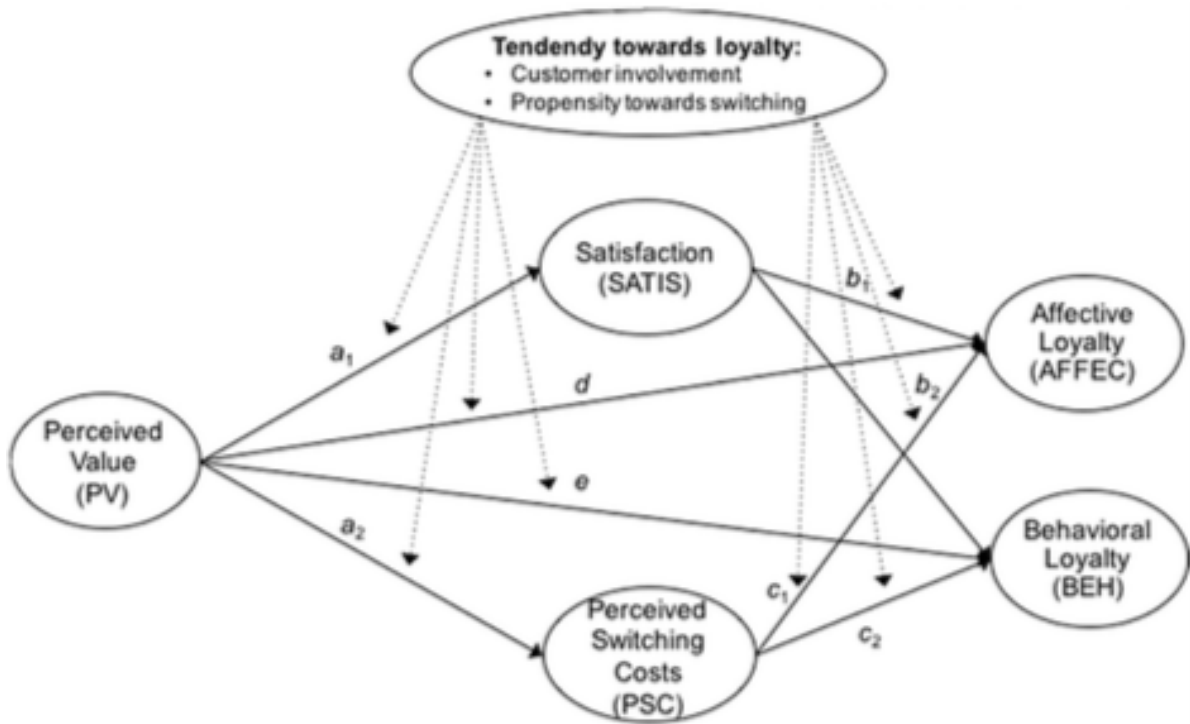 Tendendy towards loyalty:
• Customer involvement
• Propensity towards switching
Satisfaction
(SATIS)
b1
Affective
Loyalty
(AFFEC)
a1
d
b2
Perceived
Value
(PV)
e
a2
Behavioral
Loyalty
(BEH)
c1
Perceived
Switching
Costs
(PSC)
c2